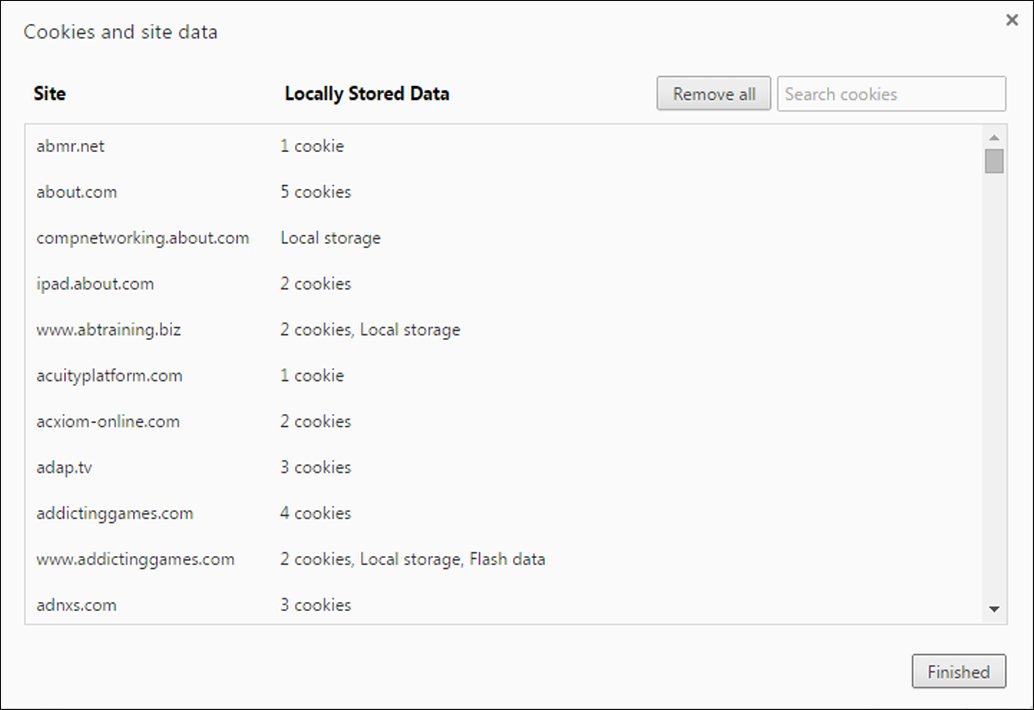 Cookies and site data
Site Locally Stored Data Remove all Search cookies
abmr.net 1 cookie
about.com 5 cookies
compnetworking.about.com Local storage
ipad.about.com 2 cookies
www.abtraining.biz 2 cookies, Local storage
acuityplatform.com 1 cookie
acxiom-online.com 2 cookies
adap.tv 3 cookies
addictinggames.com 4 cookies
www.addictinggames.com 2 cookies, Local storage, Flash data
adnxs.com 3 cookies
Finished